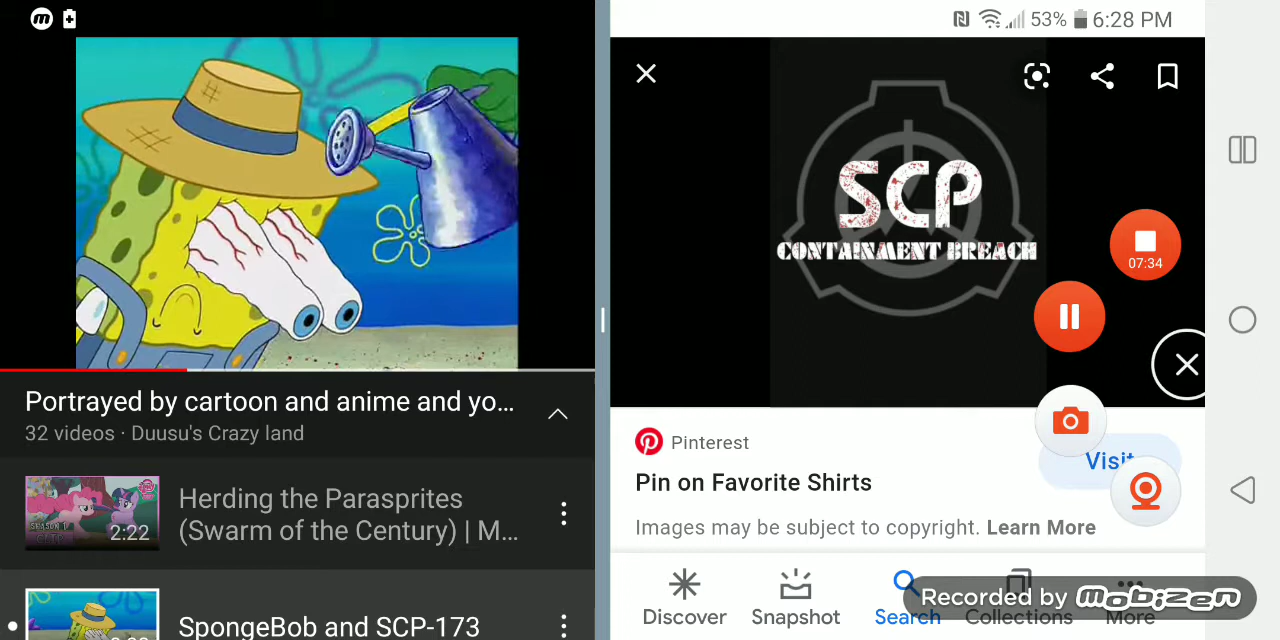 53% 6:28 PM
Portrayed by cartoon and anime and yo...
32 videos · Duusu's Crazy land
2:22
Herding the Parasprites
(Swarm of the Century) | M...
SpongeBob and SCP-173
SCP
CONTAINMENT BREACH
07:34
Pinterest
Visit
Pin on Favorite Shirts
Images may be subject to copyright. Learn More
Discover
Snapshot
Search
Collections
More
Recorded by mobizen